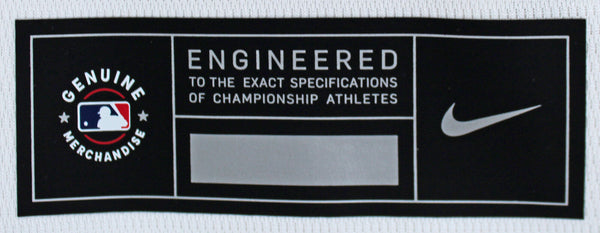 GENUINE
MERCHANDISE
ENGINEERED
TO THE EXACT SPECIFICATIONS
OF CHAMPIONSHIP ATHLETES